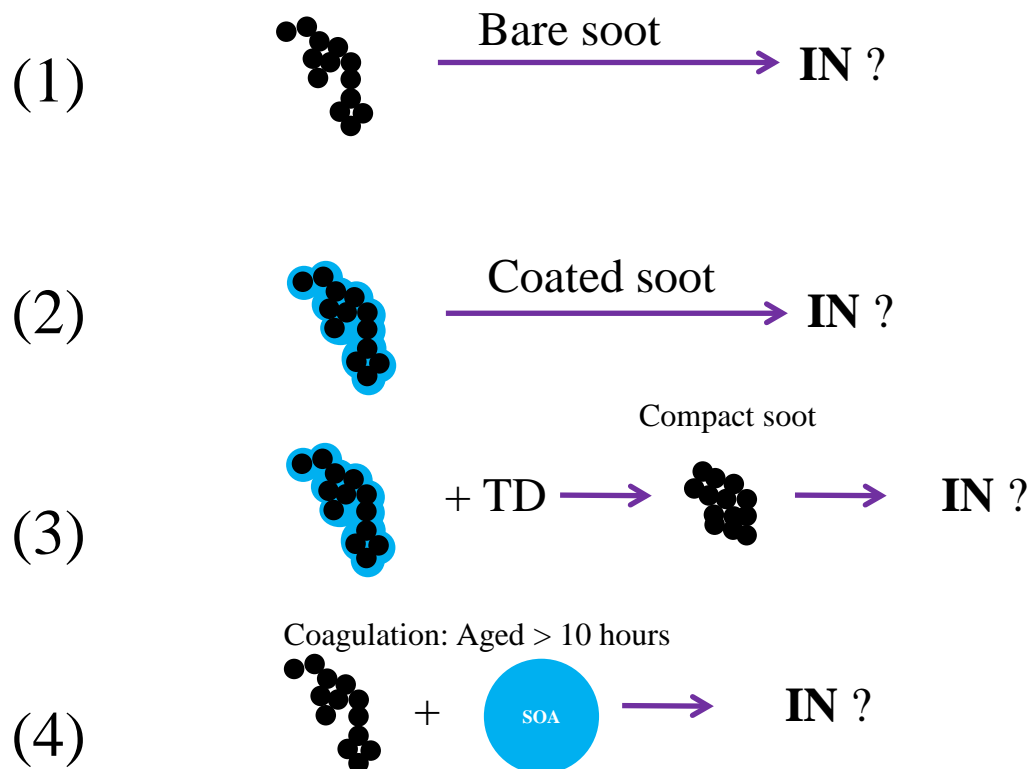 (1) Bare soot IN ?
(2) Coated soot IN ?
Compact soot
(3) + TD IN ?
Coagulation: Aged > 10 hours
(4) + SOA IN ?